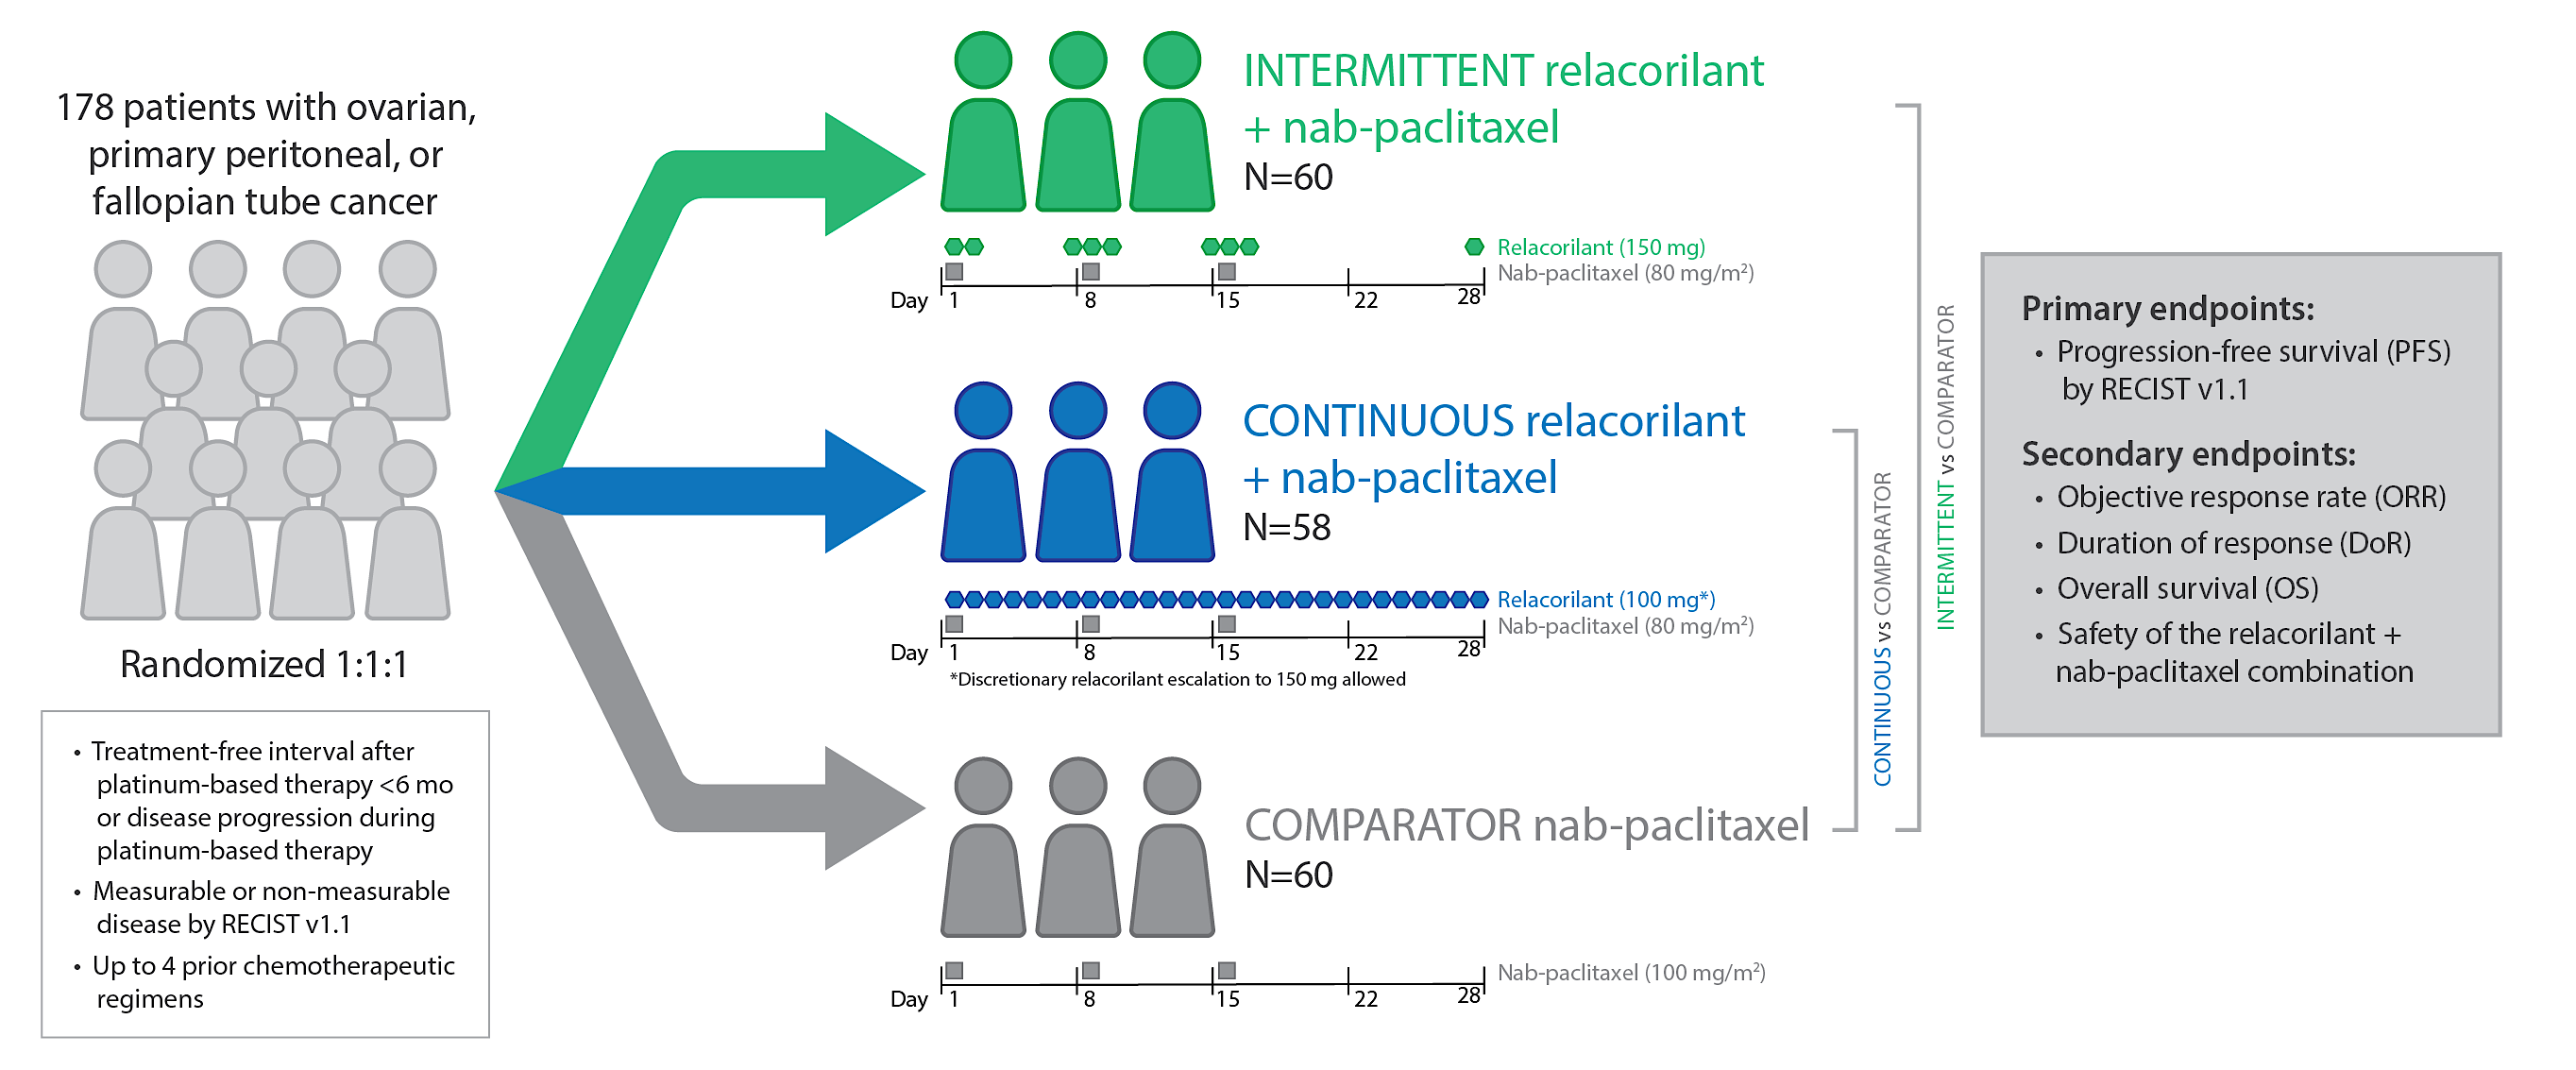 178 patients with ovarian,
primary peritoneal, or
fallopian tube cancer
Randomized 1:1:1
• Treatment-free interval after
platinum-based therapy <6 mo
or disease progression during
platinum-based therapy
• Measurable or non-measurable
disease by RECIST v1.1
• Up to 4 prior chemotherapeutic
regimens
INTERMITTENT relacorilant
+ nab-paclitaxel
N=60
Relacorilant (150 mg)
Nab-paclitaxel (80 mg/m²)
Day 1 8 15 22 28
CONTINUOUS relacorilant
+ nab-paclitaxel
N=58
Relacorilant (100 mg*)
Nab-paclitaxel (80 mg/m²)
Day 1 8 15 22 28
*Discretionary relacorilant escalation to 150 mg allowed
COMPARATOR nab-paclitaxel
N=60
Nab-paclitaxel (100 mg/m²)
Day 1 8 15 22 28
CONTINUOUS vs COMPARATOR
INTERMITTENT vs COMPARATOR
Primary endpoints:
• Progression-free survival (PFS)
by RECIST v1.1
Secondary endpoints:
• Objective response rate (ORR)
• Duration of response (DoR)
• Overall survival (OS)
• Safety of the relacorilant +
nab-paclitaxel combination